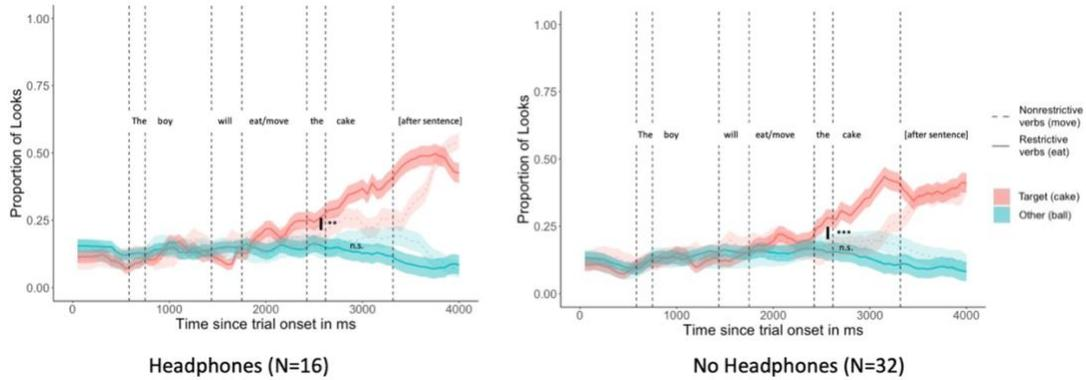 1.00
0.75
0.50
0.25
0.00
Proportion of Looks
The boy will eat/move the cake [after sentence]
**
n.s.
0 1000 2000 3000 4000
Time since trial onset in ms
Headphones (N=16)
1.00
0.75
0.50
0.25
0.00
Proportion of Looks
The boy will eat/move the cake [after sentence]
***
n.s.
0 1000 2000 3000 4000
Time since trial onset in ms
No Headphones (N=32)
Nonrestrictive
verbs (move)
Restrictive
verbs (eat)
Target (cake)
Other (ball)